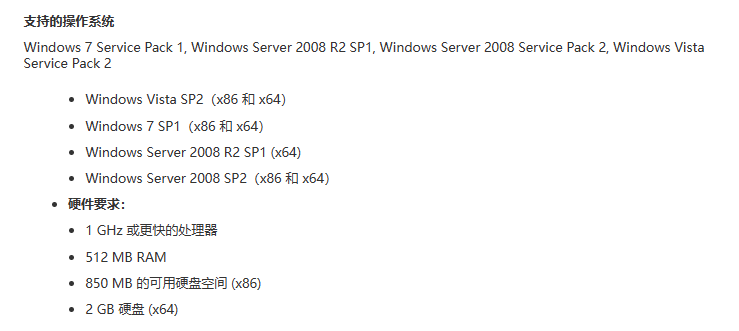 支持的操作系统
Windows 7 Service Pack 1, Windows Server 2008 R2 SP1, Windows Server 2008 Service Pack 2, Windows Vista
Service Pack 2
• Windows Vista SP2（x86 和 x64）
• Windows 7 SP1（x86 和 x64）
• Windows Server 2008 R2 SP1 (x64)
• Windows Server 2008 SP2（x86 和 x64）
• 硬件要求：
• 1 GHz 或更快的处理器
• 512 MB RAM
• 850 MB 的可用硬盘空间 (x86)
• 2 GB 硬盘 (x64)